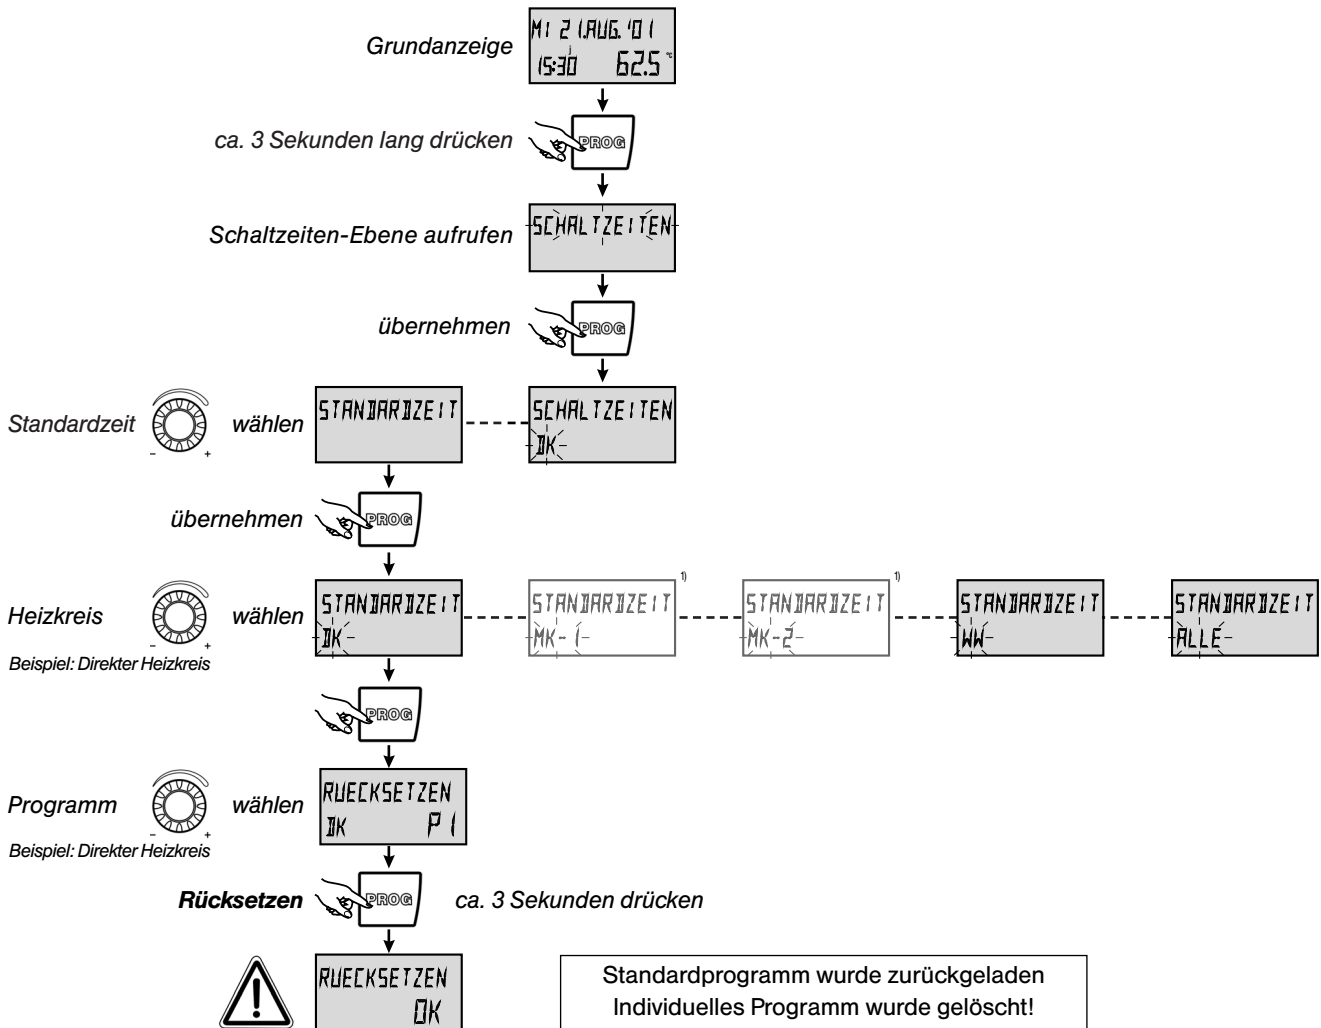 Grundanzeige
MI 21.AUG. '01
15:30 62.5 °C
ca. 3 Sekunden lang drücken
PROG
Schaltzeiten-Ebene aufrufen
SCHALTZEITEN
übernehmen
PROG
Standardzeit
- +
wählen
STANDARDZEIT
SCHALTZEITEN
DK
übernehmen
PROG
Heizkreis
- +
wählen
Beispiel: Direkter Heizkreis
STANDARDZEIT
DK
STANDARDZEIT
MK-1
1)
STANDARDZEIT
MK-2
1)
STANDARDZEIT
WW
STANDARDZEIT
ALLE
PROG
Programm
- +
wählen
Beispiel: Direkter Heizkreis
RUECKSETZEN
DK P1
Rücksetzen
PROG
ca. 3 Sekunden drücken
RUECKSETZEN
OK
Standardprogramm wurde zurückgeladen
Individuelles Programm wurde gelöscht!